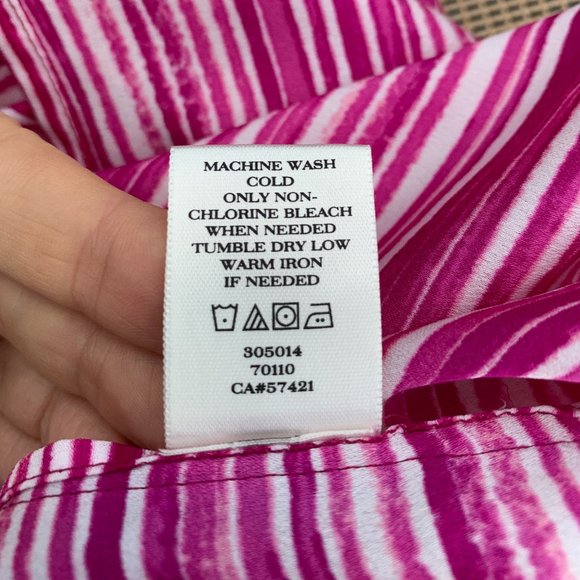 MACHINE WASH
COLD
ONLY NON-
CHLORINE BLEACH
WHEN NEEDED
TUMBLE DRY LOW
WARM IRON
IF NEEDED
305014
70110
CA#57421